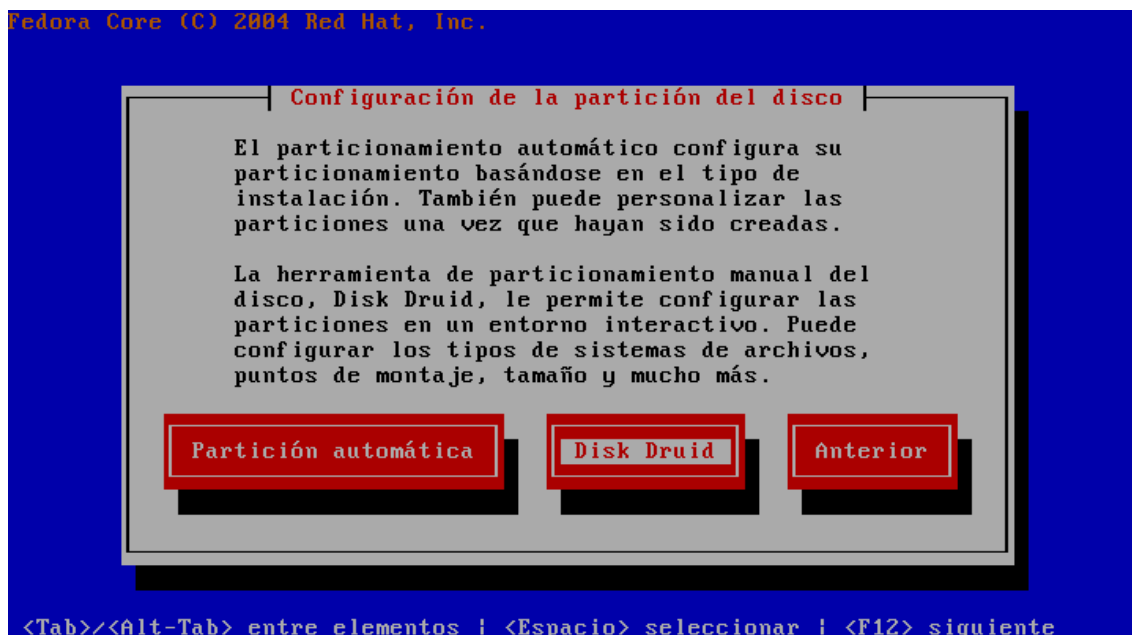 Fedora Core (C) 2004 Red Hat, Inc.
Configuración de la partición del disco
El particionamiento automático configura su
particionamiento basándose en el tipo de
instalación. También puede personalizar las
particiones una vez que hayan sido creadas.
La herramienta de particionamiento manual del
disco, Disk Druid, le permite configurar las
particiones en un entorno interactivo. Puede
configurar los tipos de sistemas de archivos,
puntos de montaje, tamaño y mucho más.
Partición automática Disk Druid Anterior
<Tab>/<Alt-Tab> entre elementos | <Espacio> seleccionar | <F12> siguiente